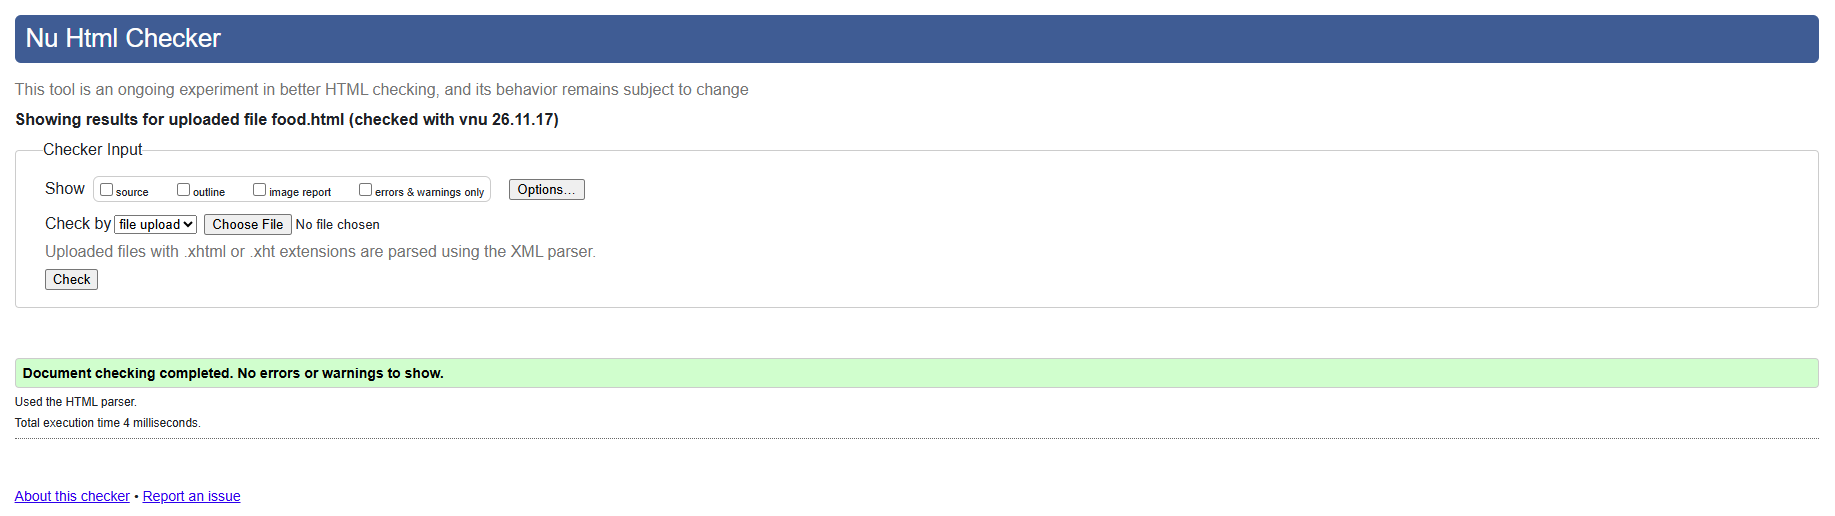 Nu Html Checker
This tool is an ongoing experiment in better HTML checking, and its behavior remains subject to change
Showing results for uploaded file food.html (checked with vnu 26.11.17)
Checker Input
Show source outline image report errors & warnings only Options...
Check by file upload Choose File No file chosen
Uploaded files with .xhtml or .xht extensions are parsed using the XML parser.
Check
Document checking completed. No errors or warnings to show.
Used the HTML parser.
Total execution time 4 milliseconds.
About this checker • Report an issue